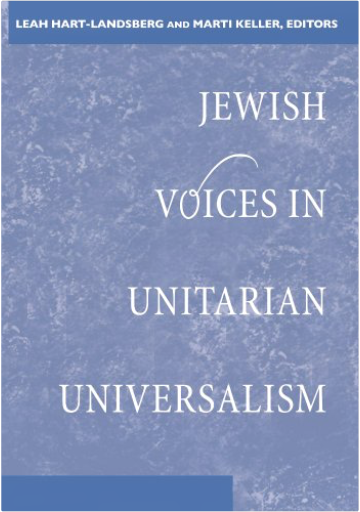 LEAH HART-LANDSBERG AND MARTI KELLER, EDITORS
JEWISH
VOICES IN
UNITARIAN
UNIVERSALISM